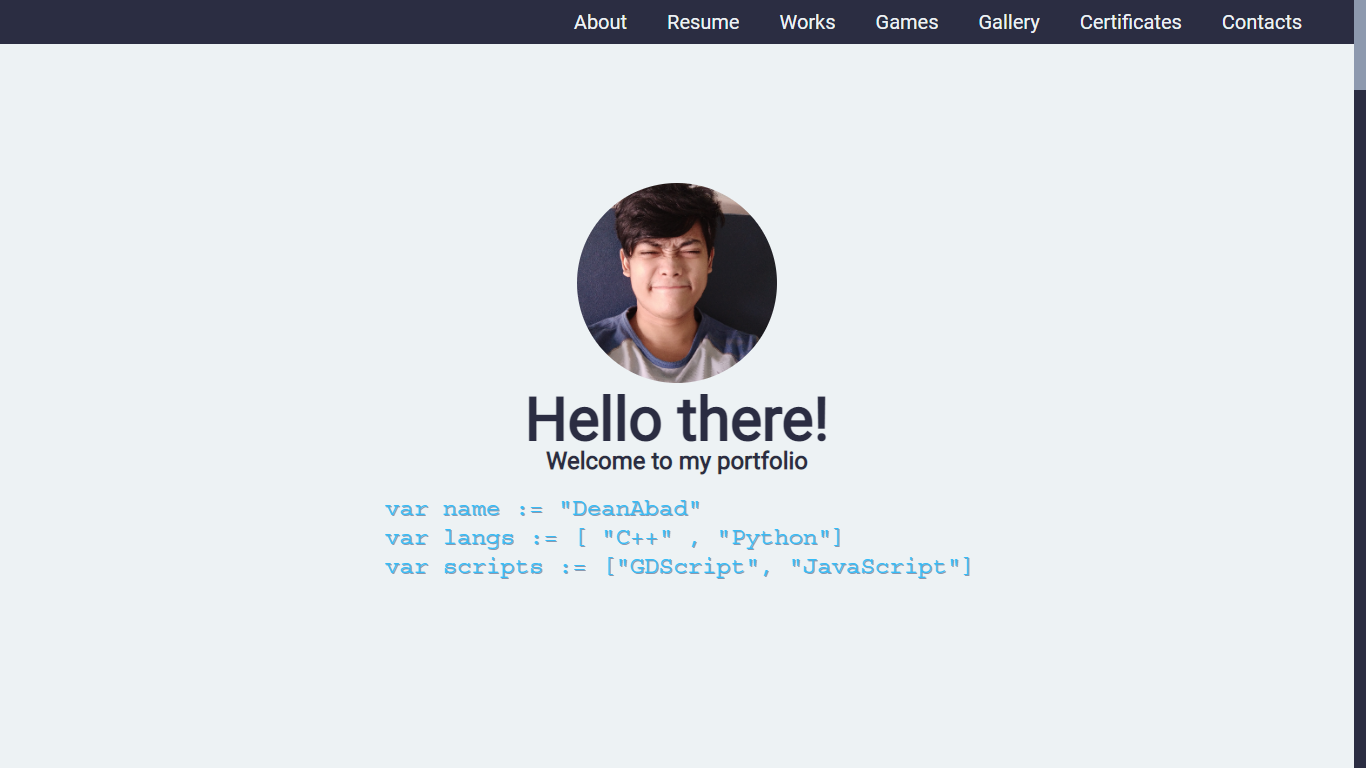 About Resume Works Games Gallery Certificates Contacts
Hello there!
Welcome to my portfolio
var name := "DeanAbad"
var langs := [ "C++" , "Python"]
var scripts := ["GDScript", "JavaScript"]